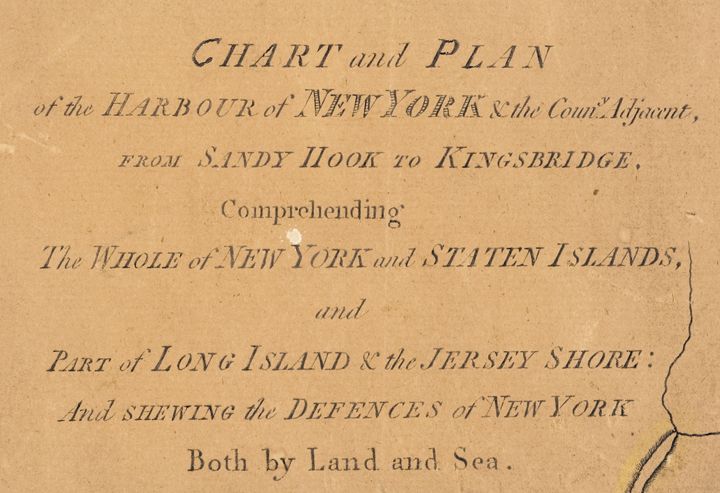 CHART and PLAN
of the HARBOUR of NEW YORK & the Coun.y Adjacent,
FROM SANDY HOOK TO KINGSBRIDGE,
Comprehending
The WHOLE of NEW YORK and STATEN ISLANDS,
and
PART of LONG ISLAND & the JERSEY SHORE:
And SHEWING the DEFENCES of NEW YORK
Both by Land and Sea.